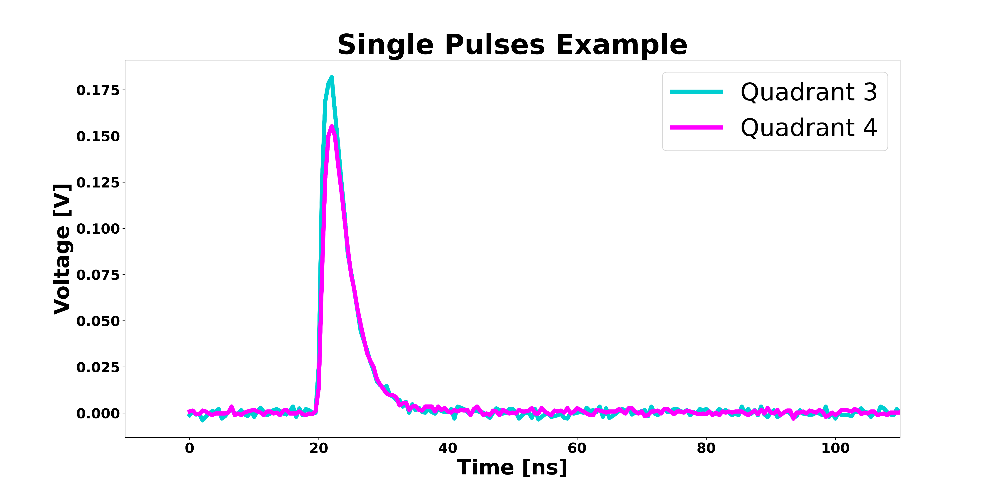 Single Pulses Example
Quadrant 3
Quadrant 4
Voltage [V]
0.175
0.150
0.125
0.100
0.075
0.050
0.025
0.000
0 20 40 60 80 100
Time [ns]